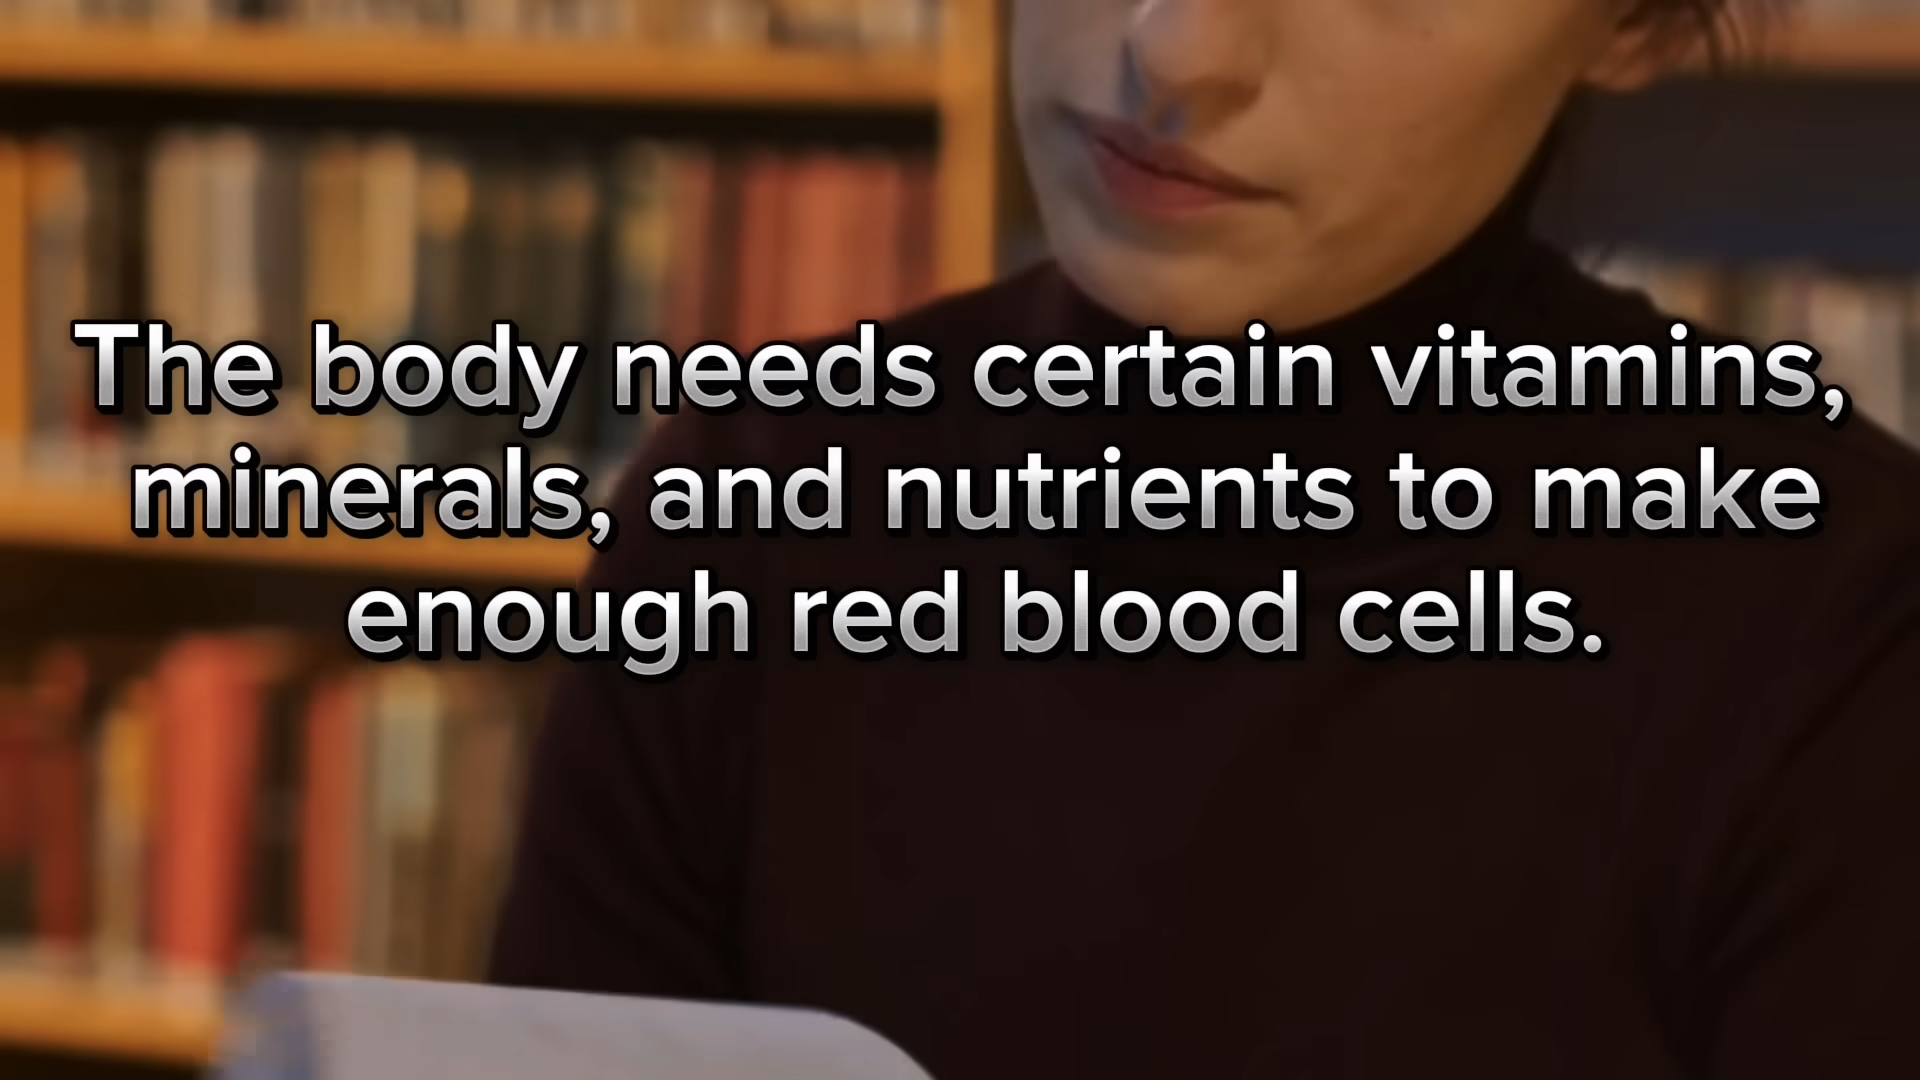 The body needs certain vitamins,
minerals, and nutrients to make
enough red blood cells.